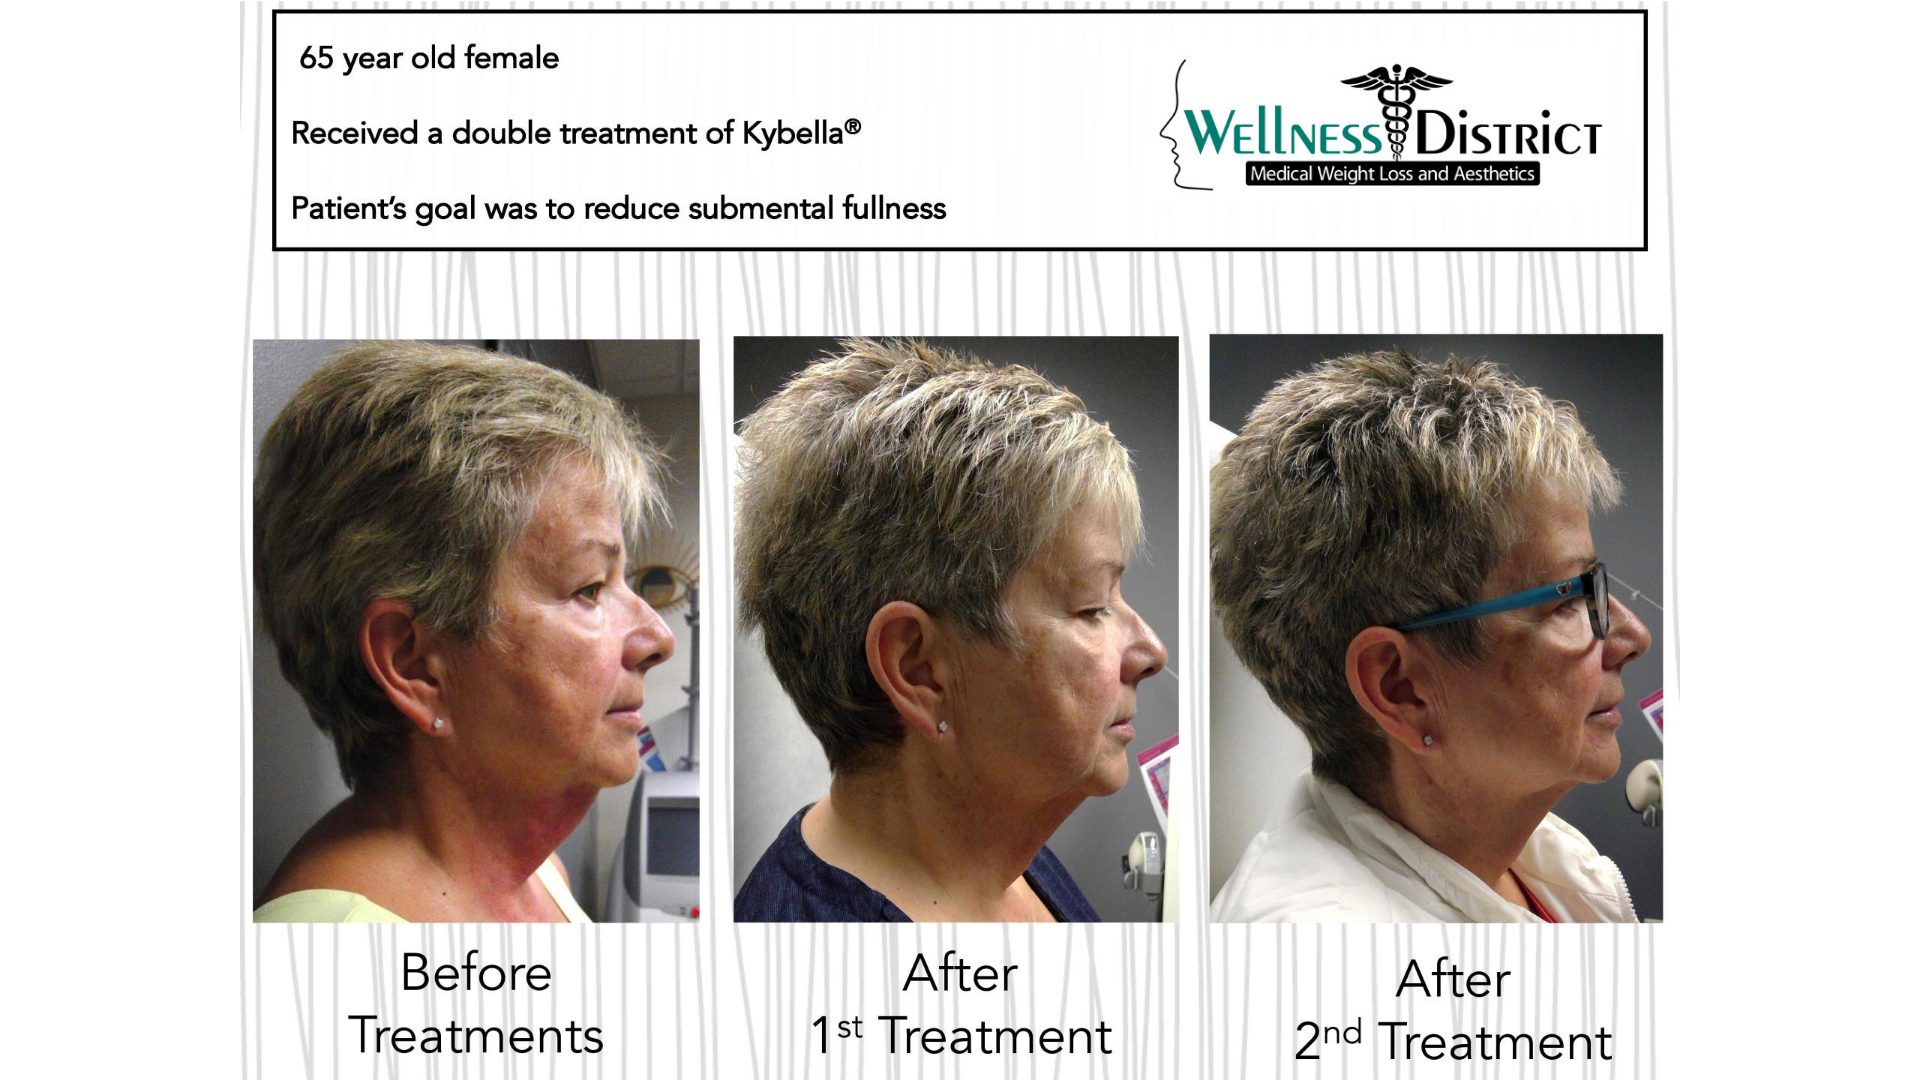 65 year old female
Received a double treatment of Kybella®
Patient's goal was to reduce submental fullness
Wellness District
Medical Weight Loss and Aesthetics
Before
Treatments
After
1st Treatment
After
2nd Treatment